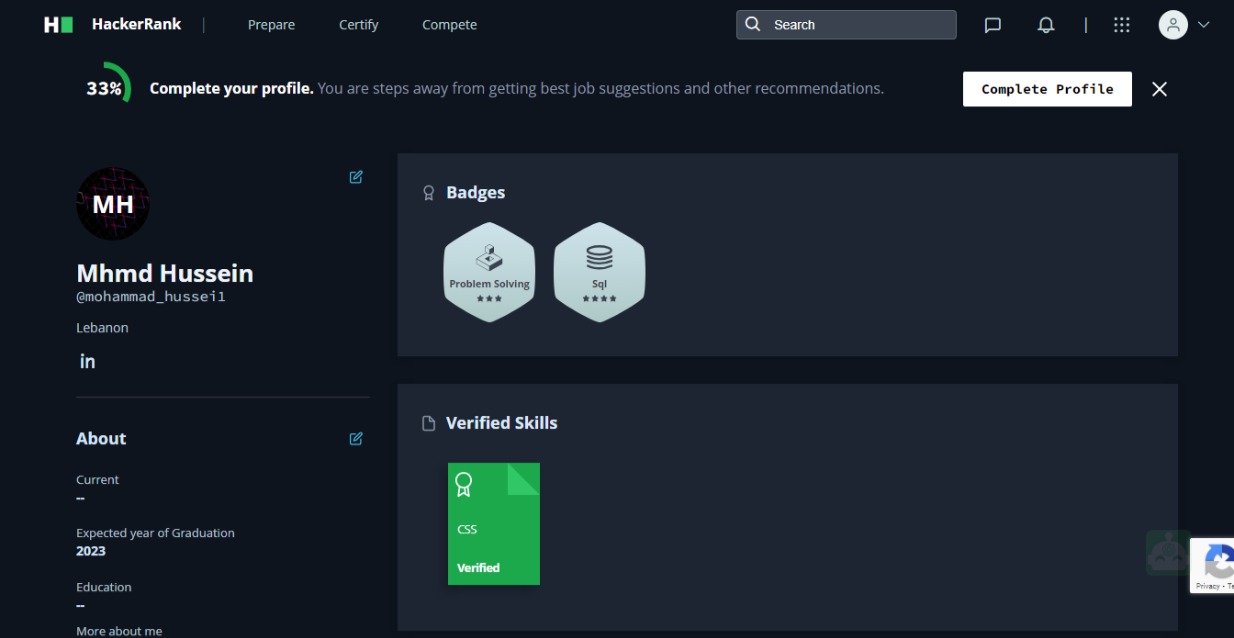 HackerRank | Prepare Certify Compete Search |
33% Complete your profile. You are steps away from getting best job suggestions and other recommendations. Complete Profile
MH
Mhmd Hussein
@mohammad_hussei1
Lebanon
in
About
Current
--
Expected year of Graduation
2023
Education
--
More about me
Badges
Problem Solving
Sql
Verified Skills
CSS
Verified
Privacy - Te